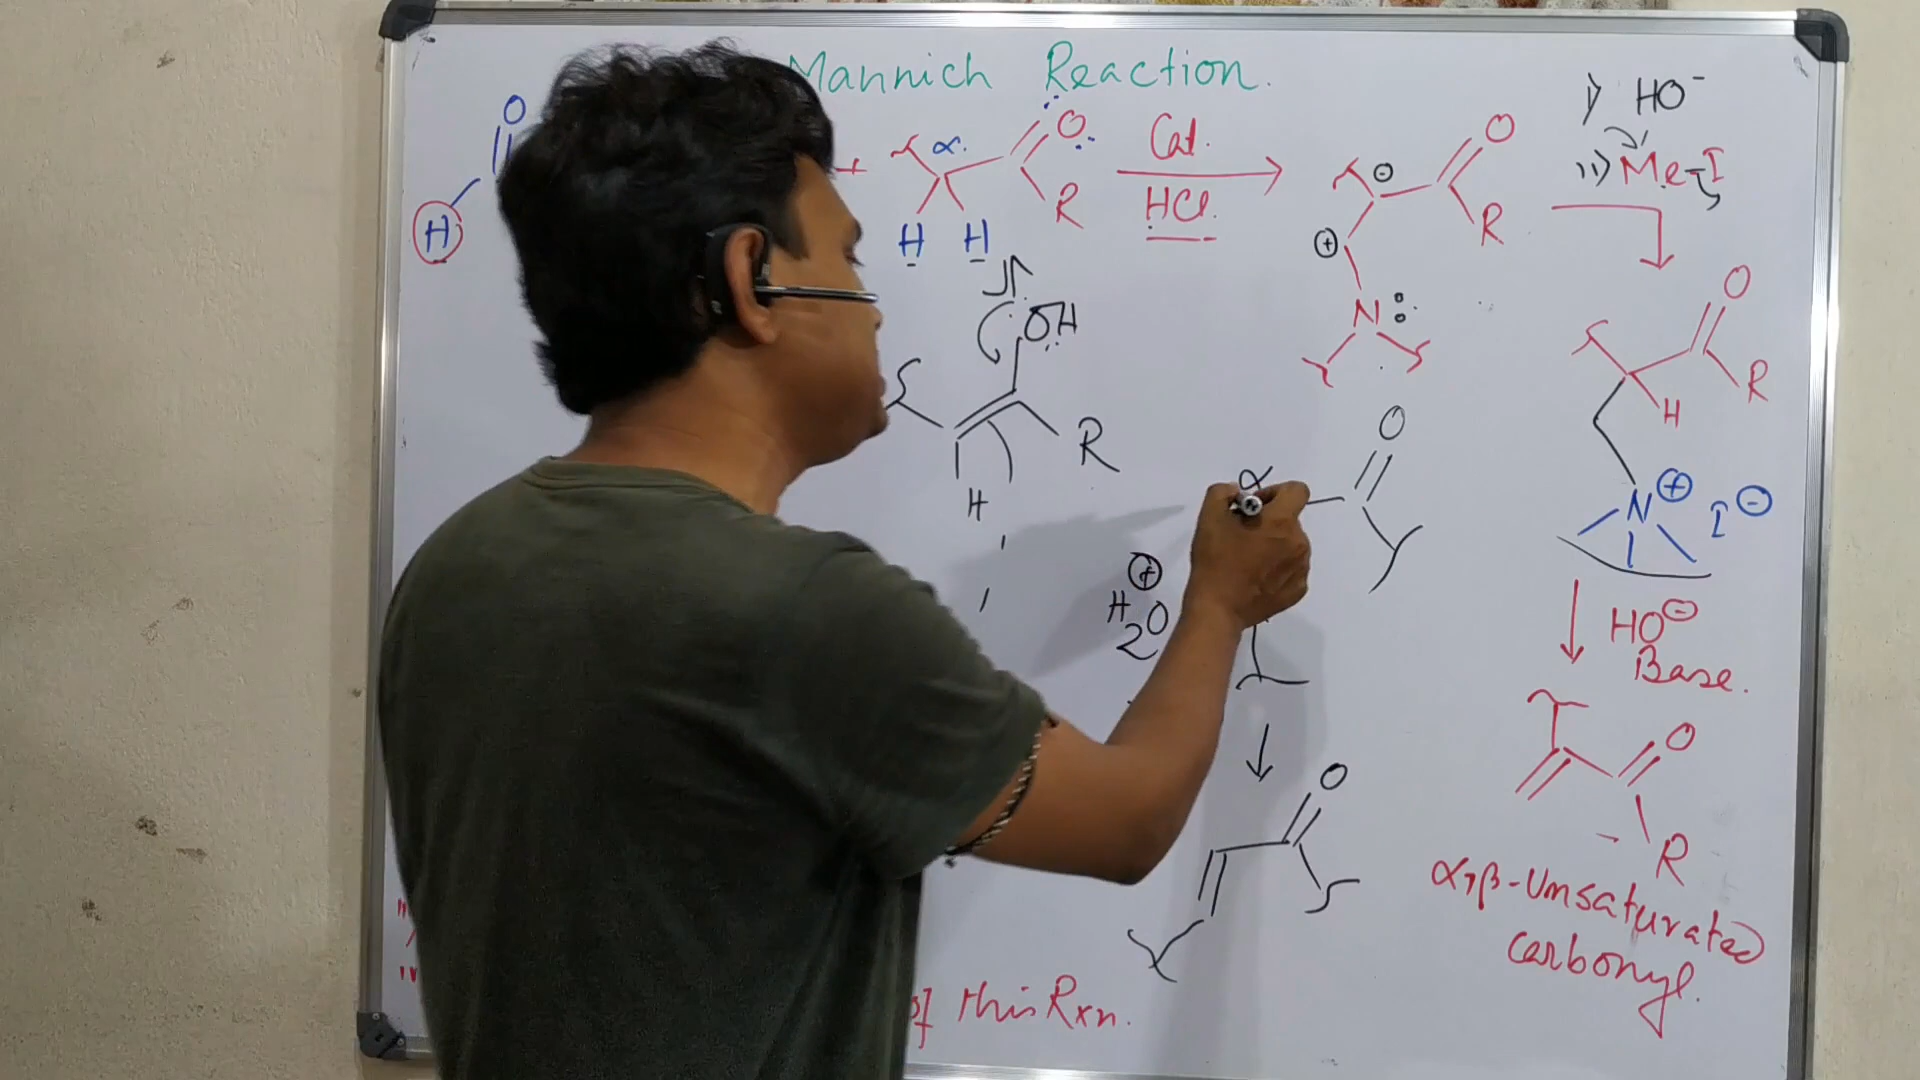 Mannich Reaction.
O
H
+
α
O
R
H H
Cat.
HCl.
⊖
O
R
⊕
N
i) HO⁻
ii) Me-I
O
R
H
N ⊕ I ⊖
OH
R
H
α
O
⊕
H₂O
HO⊖
Base.
O
R
α,β-Unsaturated
carbonyl.
O
of this Rxn.